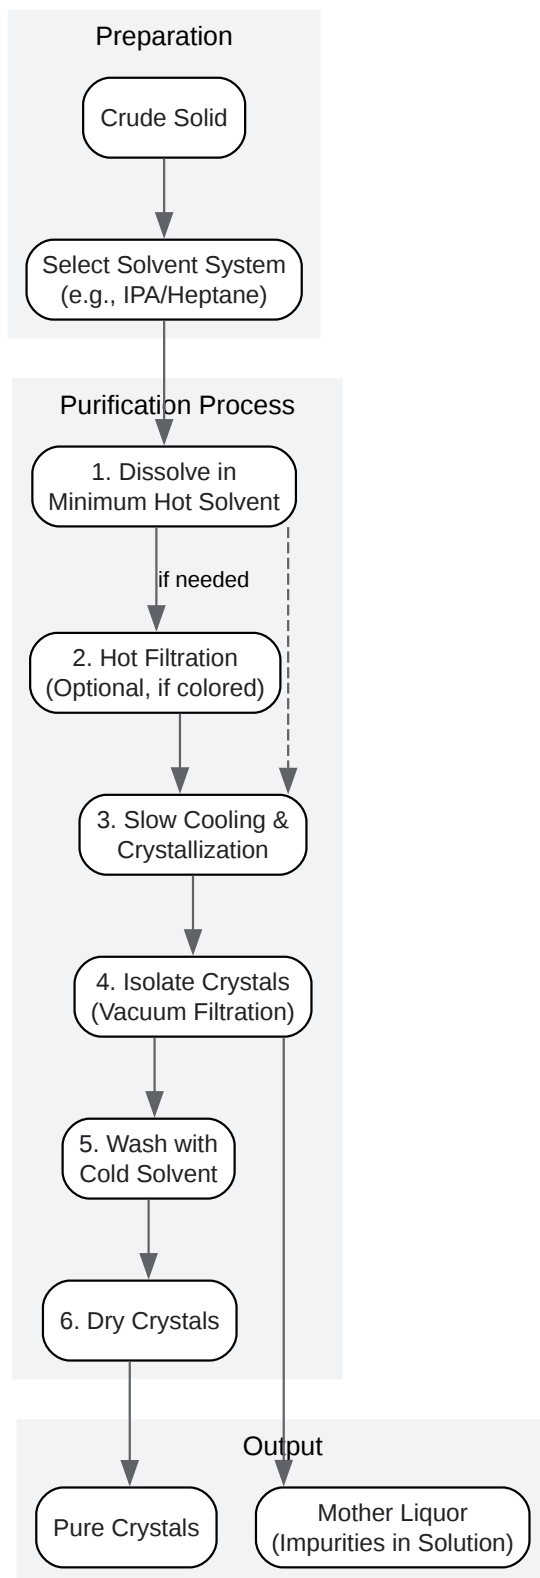 Preparation
Crude Solid
Select Solvent System
(e.g., IPA/Heptane)
Purification Process
1. Dissolve in
Minimum Hot Solvent
if needed
2. Hot Filtration
(Optional, if colored)
3. Slow Cooling &
Crystallization
4. Isolate Crystals
(Vacuum Filtration)
5. Wash with
Cold Solvent
6. Dry Crystals
Output
Pure Crystals
Mother Liquor
(Impurities in Solution)